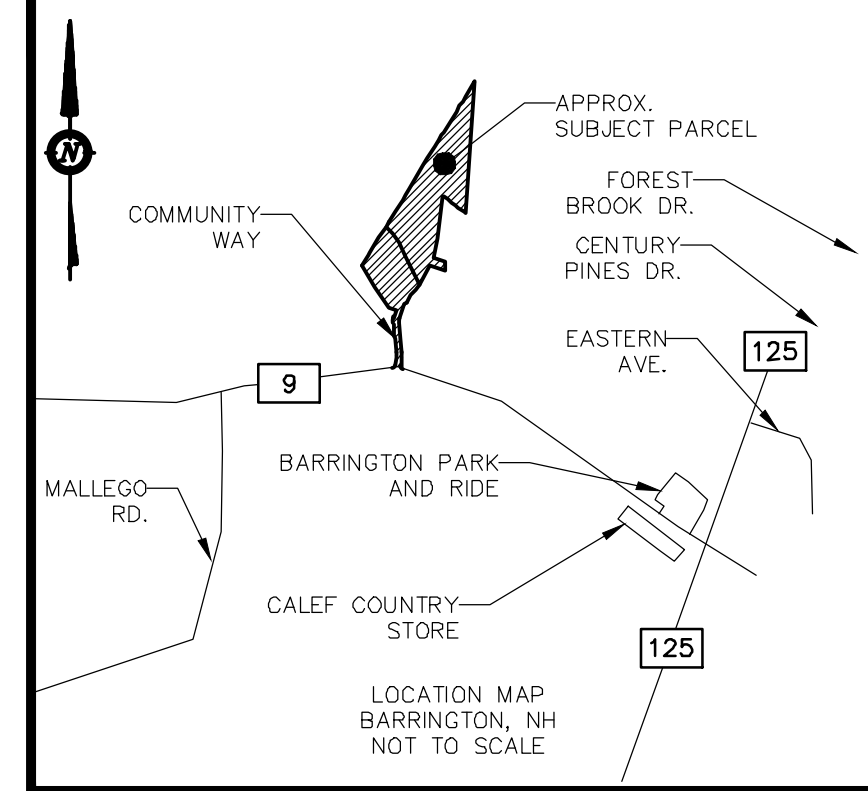 N
APPROX.
SUBJECT PARCEL
FOREST
BROOK DR.
COMMUNITY
WAY
CENTURY
PINES DR.
EASTERN
AVE.
125
9
BARRINGTON PARK
AND RIDE
MALLEGO
RD.
CALEF COUNTRY
STORE
125
LOCATION MAP
BARRINGTON, NH
NOT TO SCALE